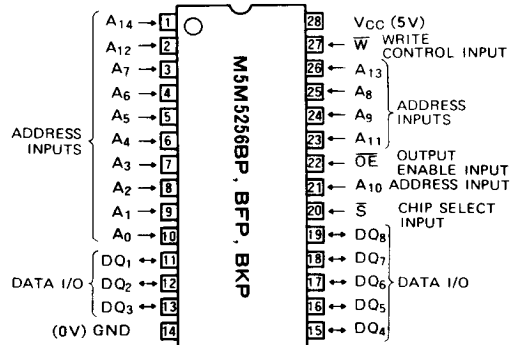 A14 → 1
A12 → 2
A7 → 3
A6 → 4
A5 → 5
A4 → 6
A3 → 7
A2 → 8
A1 → 9
A0 → 10
ADDRESS
INPUTS
DQ1 ↔ 11
DQ2 ↔ 12
DQ3 ↔ 13
DATA I/O
(0V) GND 14
M5M5256BP, BFP, BKP
28 VCC (5V)
27 ← W̅ WRITE
CONTROL INPUT
26 ← A13
25 ← A8
24 ← A9
23 ← A11
ADDRESS
INPUTS
22 ← O̅E̅ OUTPUT
ENABLE INPUT
21 ← A10 ADDRESS INPUT
20 ← S̅ CHIP SELECT
INPUT
19 ↔ DQ8
18 ↔ DQ7
17 ↔ DQ6
16 ↔ DQ5
15 ↔ DQ4
DATA I/O